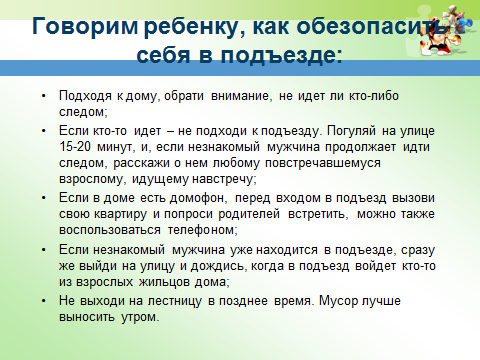 Говорим ребенку, как обезопасить
себя в подъезде:
• Подходя к дому, обрати внимание, не идет ли кто-либо
следом;
• Если кто-то идет – не подходи к подъезду. Погуляй на улице
15-20 минут, и, если незнакомый мужчина продолжает идти
следом, расскажи о нем любому повстречавшемуся
взрослому, идущему навстречу;
• Если в доме есть домофон, перед входом в подъезд вызови
свою квартиру и попроси родителей встретить, можно также
воспользоваться телефоном;
• Если незнакомый мужчина уже находится в подъезде, сразу
же выйди на улицу и дождись, когда в подъезд войдет кто-то
из взрослых жильцов дома;
• Не выходи на лестницу в позднее время. Мусор лучше
выносить утром.